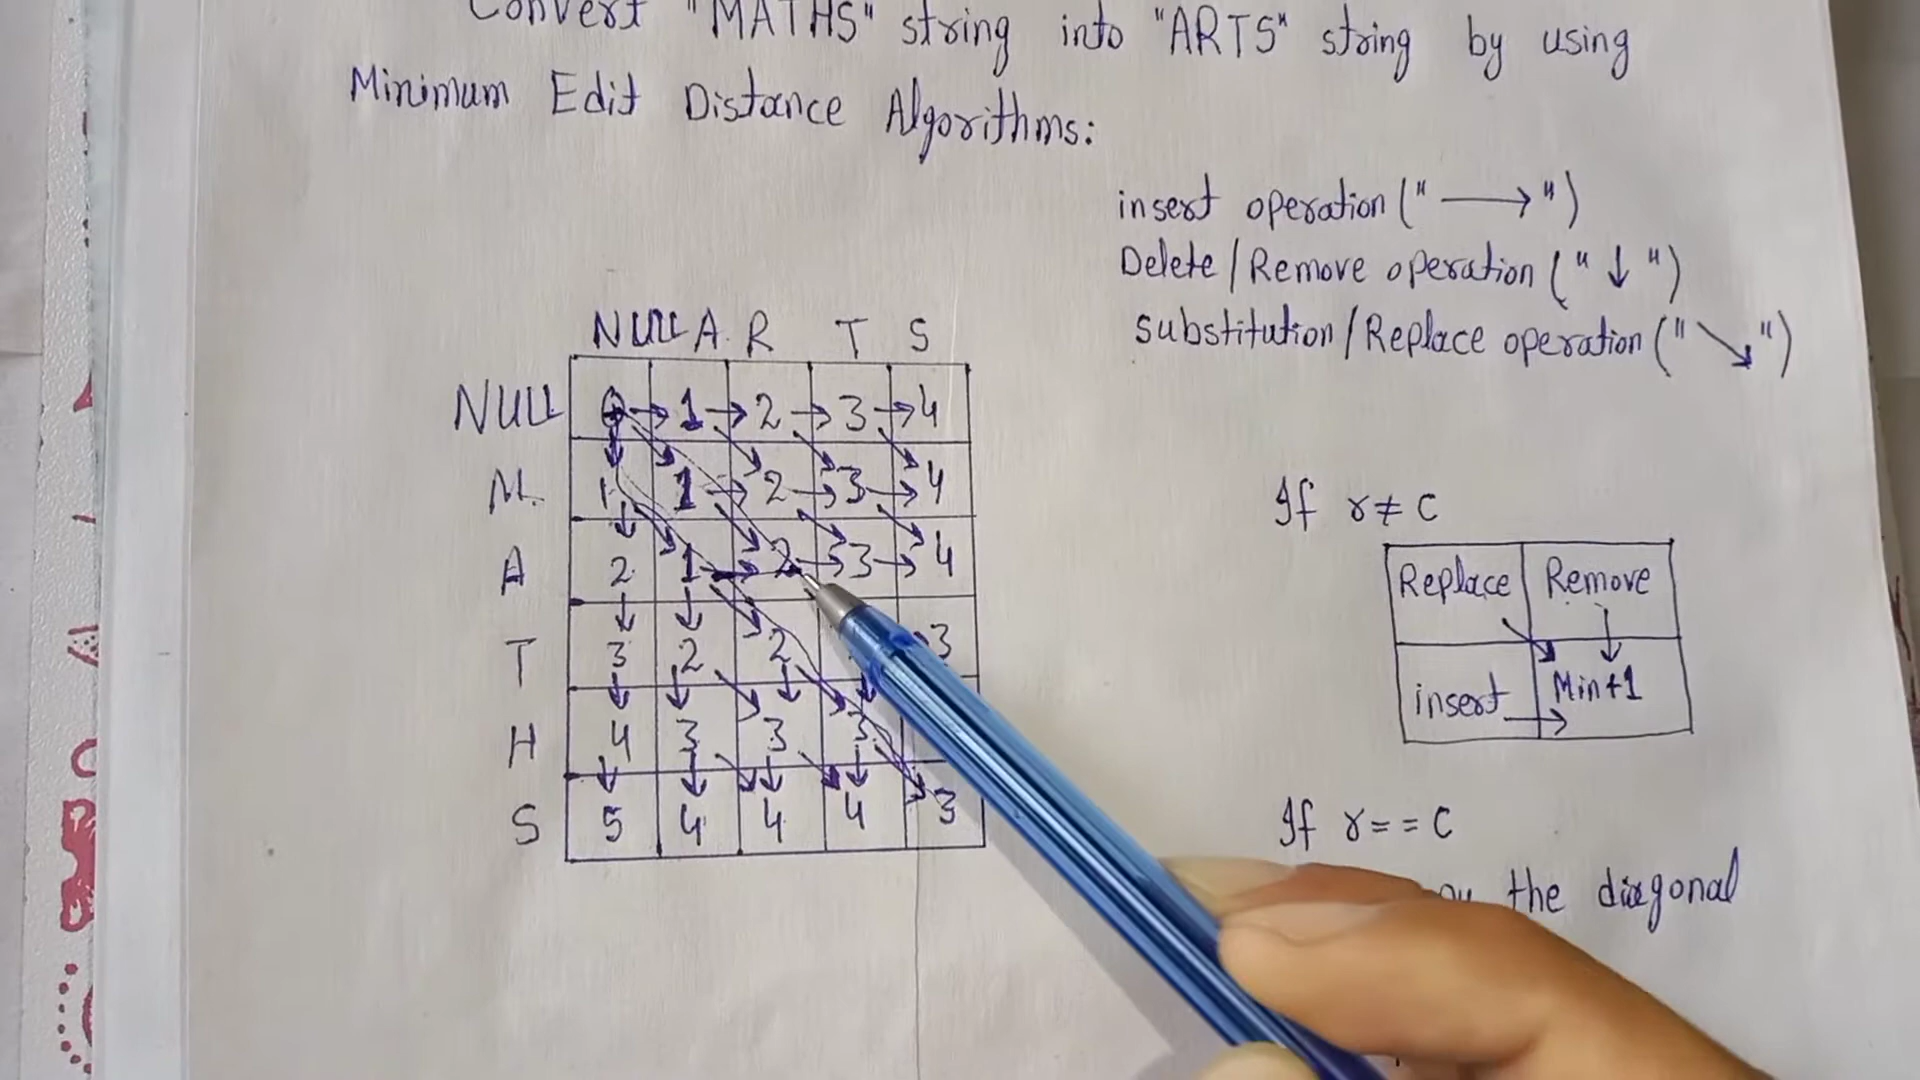 Convert "MATHS" string into "ARTS" string by using
Minimum Edit Distance Algorithms:
insert operation ("→")
Delete/Remove operation ("↓")
Substitution/Replace operation ("↘")
NULL A R T S
NULL 0 → 1 → 2 → 3 → 4
M 1 1 → 2 → 3 → 4
A 2 1 → 2 → 3 → 4
T 3 2 2 3
H 4 3 3 3
S 5 4 4 4 3
If r ≠ c
Replace Remove
insert → Min+1
If r == c
the diagonal